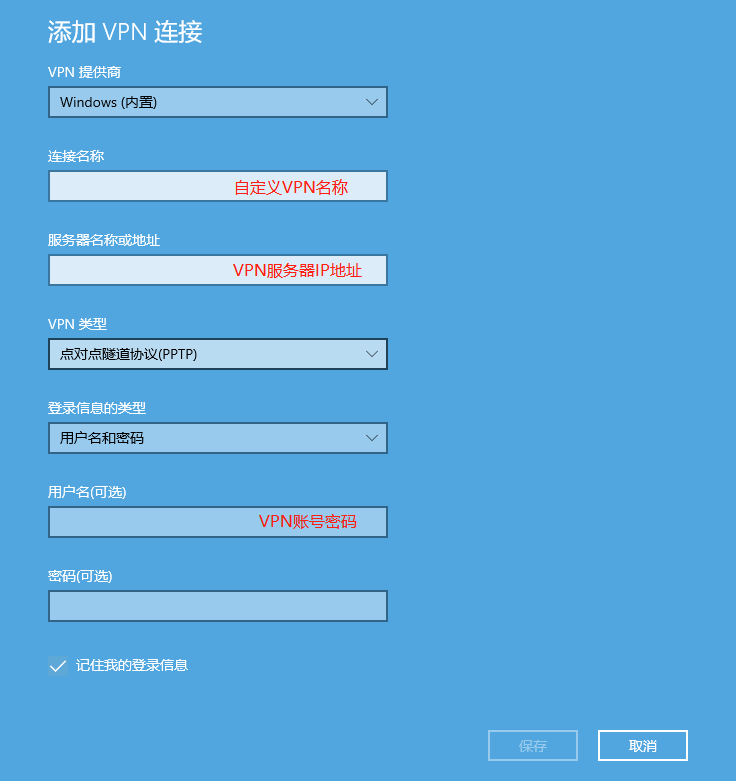 添加 VPN 连接
VPN 提供商
Windows (内置)
连接名称
自定义VPN名称
服务器名称或地址
VPN服务器IP地址
VPN 类型
点对点隧道协议(PPTP)
登录信息的类型
用户名和密码
用户名(可选)
VPN账号密码
密码(可选)
记住我的登录信息
保存 取消